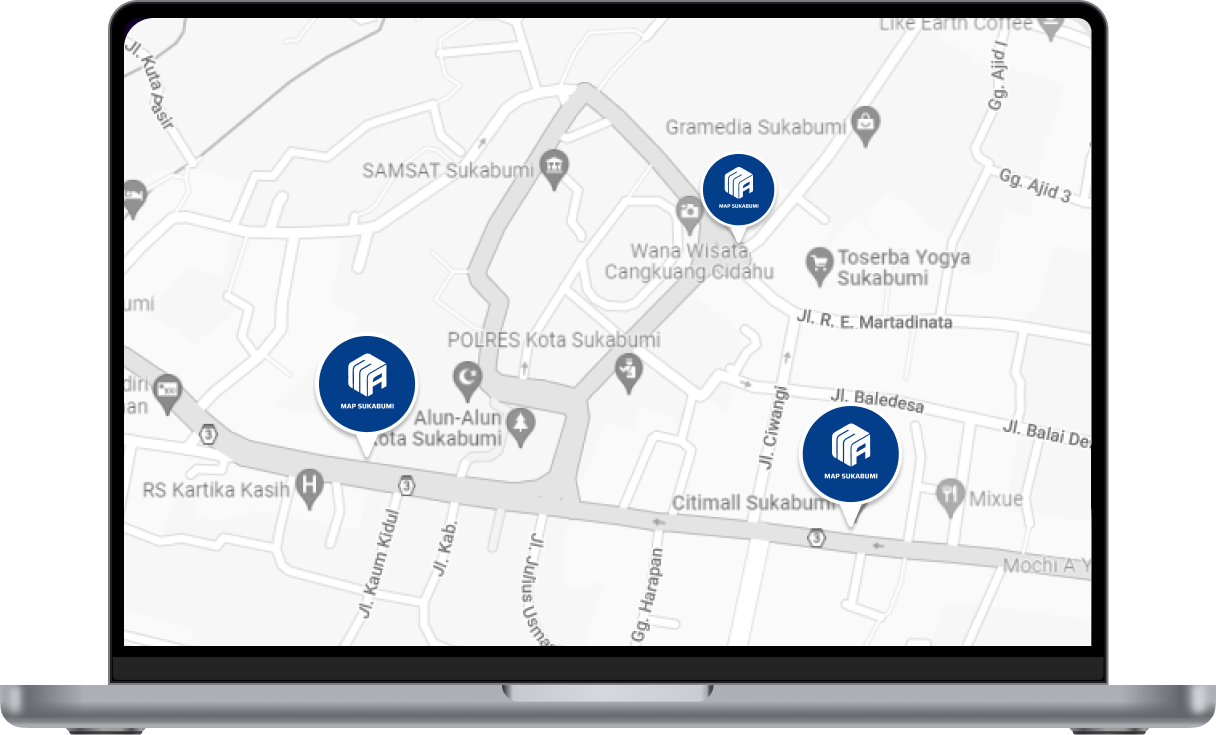 Like Earth Coffee
Jl. Kuta Pasir
Gg. Ajid I
Gramedia Sukabumi
SAMSAT Sukabumi
MAP SUKABUMI
Gg. Ajid 3
Wana Wisata
Cangkuang Cidahu
Toserba Yogya
Sukabumi
umi
Jl. R. E. Martadinata
POLRES Kota Sukabumi
diri
an
MAP SUKABUMI
Alun-Alun
ota Sukabumi
Jl. Baledesa
Jl. Ciwangi
Jl. Balai De
3
MAP SUKABUMI
RS Kartika Kasih
H
3
Citimall Sukabumi
Mixue
3
Jl. Kaum Kidul
Jl. Kab.
Jl. Julius Usma
Gg. Harapan
Mochi A Y